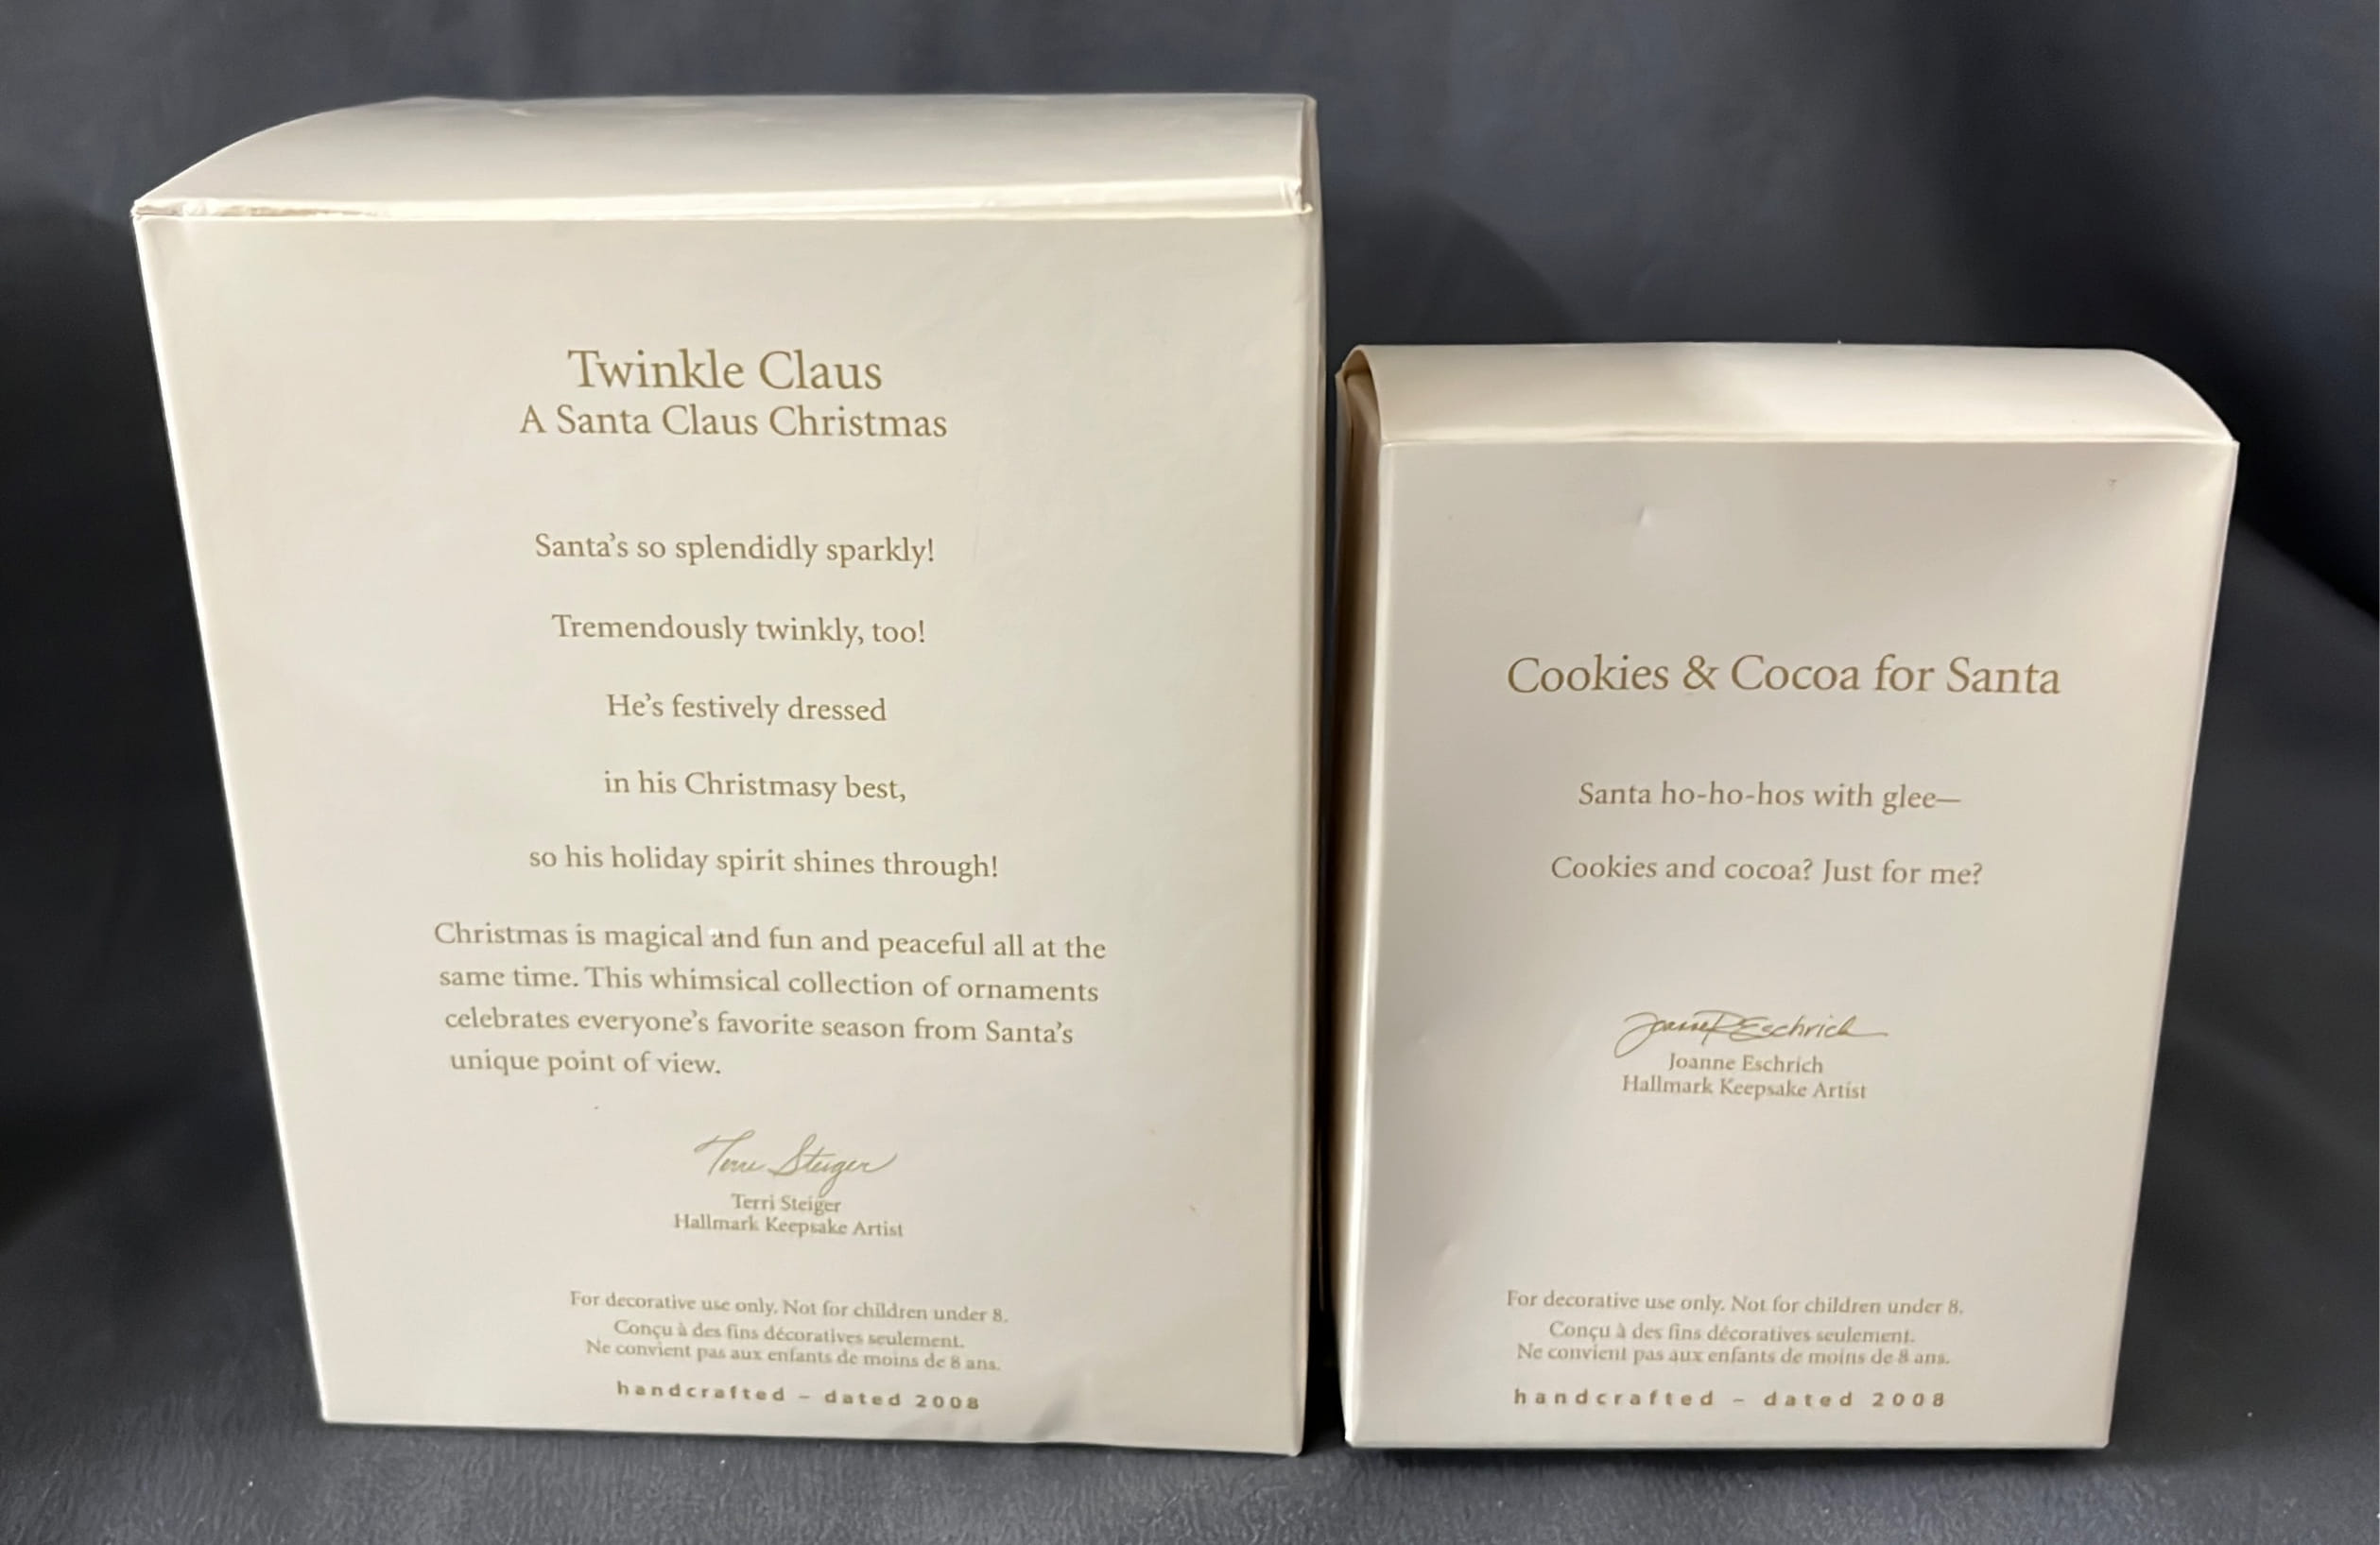 Twinkle Claus
A Santa Claus Christmas
Santa's so splendidly sparkly!
Tremendously twinkly, too!
He's festively dressed
in his Christmasy best,
so his holiday spirit shines through!
Christmas is magical and fun and peaceful all at the
same time. This whimsical collection of ornaments
celebrates everyone's favorite season from Santa's
unique point of view.
Terri Steiger
Terri Steiger
Hallmark Keepsake Artist
For decorative use only. Not for children under 8.
Conçu à des fins décoratives seulement.
Ne convient pas aux enfants de moins de 8 ans.
handcrafted – dated 2008
Cookies & Cocoa for Santa
Santa ho-ho-hos with glee—
Cookies and cocoa? Just for me?
Joanne Eschrich
Joanne Eschrich
Hallmark Keepsake Artist
For decorative use only. Not for children under 8.
Conçu à des fins décoratives seulement.
Ne convient pas aux enfants de moins de 8 ans.
handcrafted – dated 2008